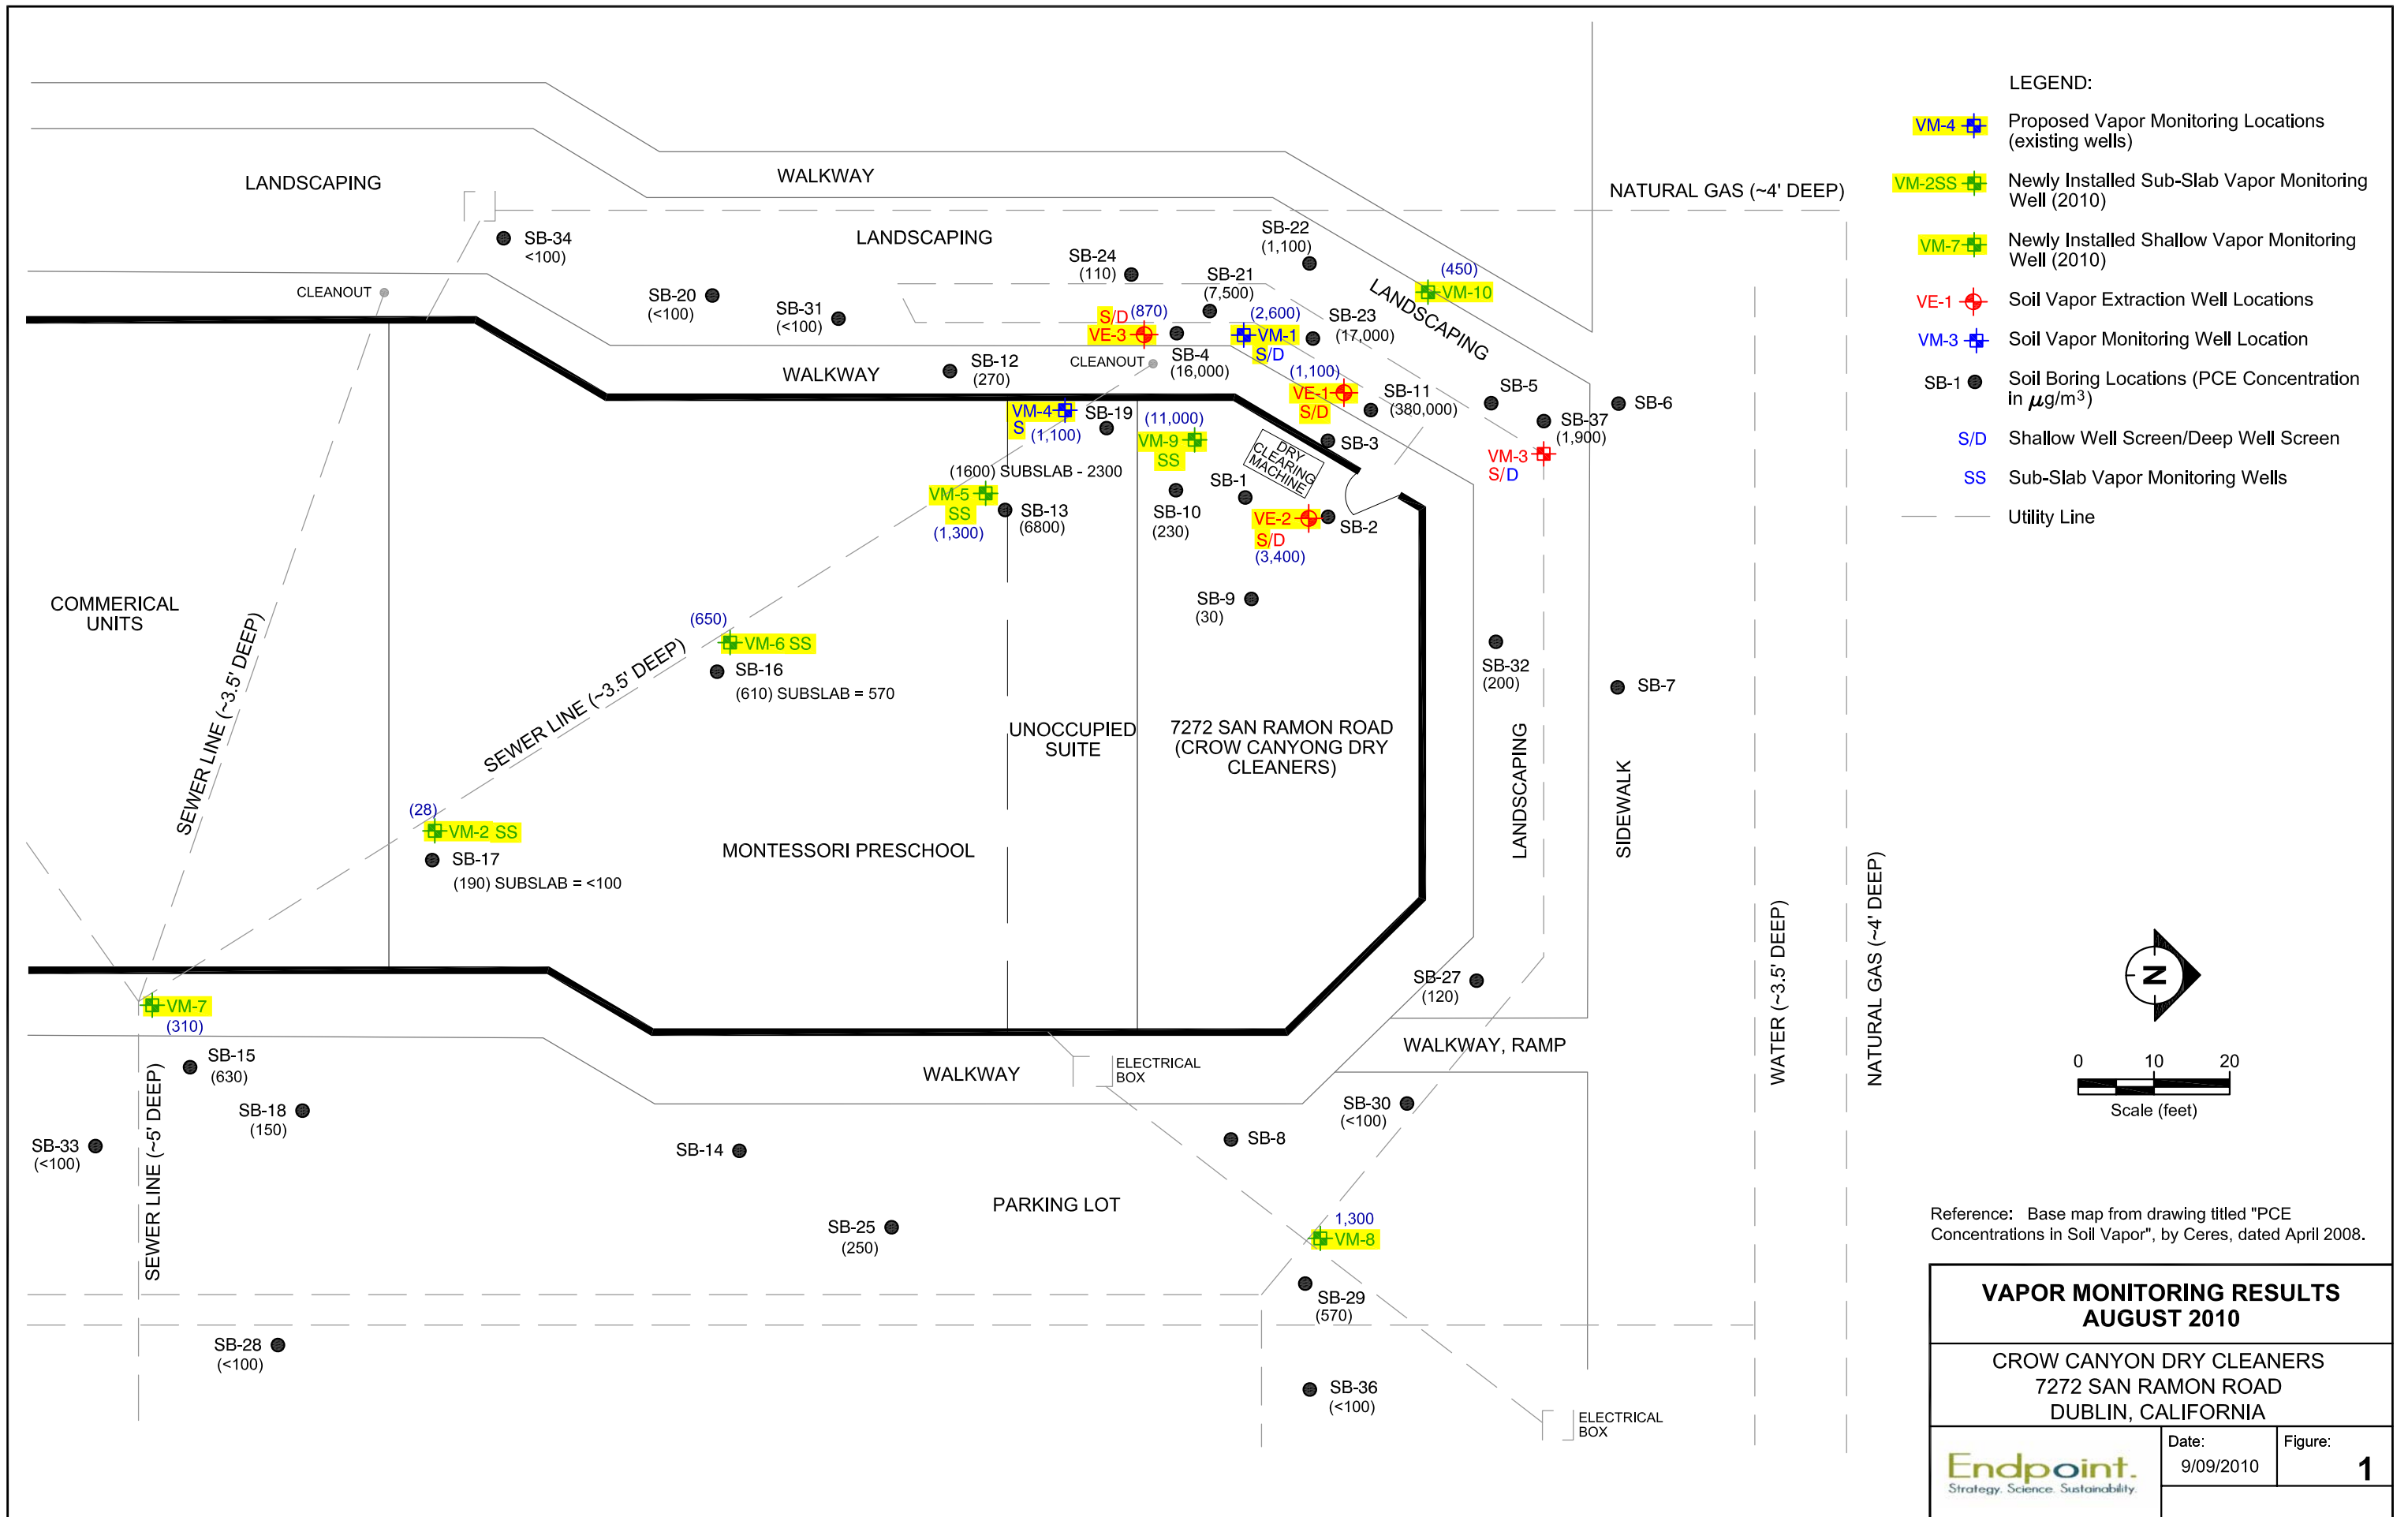 LEGEND:
VM-4
Proposed Vapor Monitoring Locations
(existing wells)
VM-2SS
Newly Installed Sub-Slab Vapor Monitoring
Well (2010)
VM-7
Newly Installed Shallow Vapor Monitoring
Well (2010)
VE-1
Soil Vapor Extraction Well Locations
VM-3
Soil Vapor Monitoring Well Location
SB-1
Soil Boring Locations (PCE Concentration
in μg/m³)
S/D
Shallow Well Screen/Deep Well Screen
SS
Sub-Slab Vapor Monitoring Wells
Utility Line
LANDSCAPING
WALKWAY
NATURAL GAS (~4' DEEP)
SB-34
<100
LANDSCAPING
SB-22
(1,100)
SB-24
(110)
SB-21
(7,500)
(450)
VM-10
LANDSCAPING
CLEANOUT
SB-20
(<100)
SB-31
(<100)
S/D (870)
VE-3
(2,600)
VM-1
S/D
SB-23
(17,000)
SB-4
(16,000)
CLEANOUT
WALKWAY
SB-12
(270)
(1,100)
VE-1
S/D
SB-11
(380,000)
SB-5
SB-6
SB-37
(1,900)
VM-3
S/D
VM-4
S (1,100)
SB-19
(11,000)
VM-9
SS
SB-3
DRY
CLEARING
MACHINE
(1600) SUBSLAB - 2300
VM-5
SS
(1,300)
SB-13
(6800)
SB-10
(230)
SB-1
VE-2
S/D
(3,400)
SB-2
SB-9
(30)
COMMERICAL
UNITS
SEWER LINE (~3.5' DEEP)
(650)
VM-6 SS
SB-16
(610) SUBSLAB = 570
SEWER LINE (~3.5' DEEP)
SB-32
(200)
SB-7
UNOCCUPIED
SUITE
7272 SAN RAMON ROAD
(CROW CANYONG DRY
CLEANERS)
LANDSCAPING
SIDEWALK
(28)
VM-2 SS
SB-17
(190) SUBSLAB = <100
MONTESSORI PRESCHOOL
WATER (~3.5' DEEP)
NATURAL GAS (~4' DEEP)
N
0 10 20
Scale (feet)
VM-7
(310)
SB-27
(120)
WALKWAY, RAMP
SB-15
(630)
SB-18
(150)
SB-33
(<100)
SEWER LINE (~5' DEEP)
WALKWAY
ELECTRICAL
BOX
SB-30
(<100)
SB-8
SB-14
PARKING LOT
SB-25
(250)
1,300
VM-8
SB-29
(570)
SB-28
(<100)
SB-36
(<100)
ELECTRICAL
BOX
Reference: Base map from drawing titled "PCE
Concentrations in Soil Vapor", by Ceres, dated April 2008.
VAPOR MONITORING RESULTS
AUGUST 2010
CROW CANYON DRY CLEANERS
7272 SAN RAMON ROAD
DUBLIN, CALIFORNIA
Endpoint.
Strategy. Science. Sustainability.
Date:
9/09/2010
Figure:
1